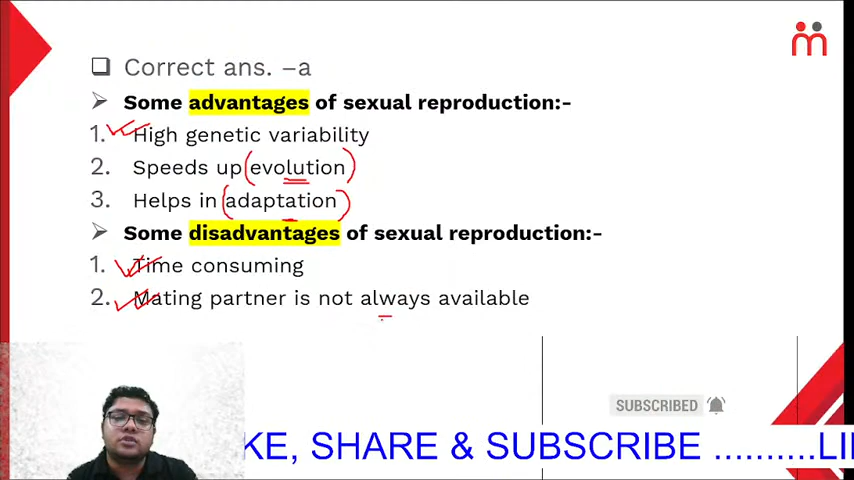 Correct ans. –a
Some advantages of sexual reproduction:-
1. High genetic variability
2. Speeds up evolution
3. Helps in adaptation
Some disadvantages of sexual reproduction:-
1. Time consuming
2. Mating partner is not always available
SUBSCRIBED
KE, SHARE & SUBSCRIBE ..........LI